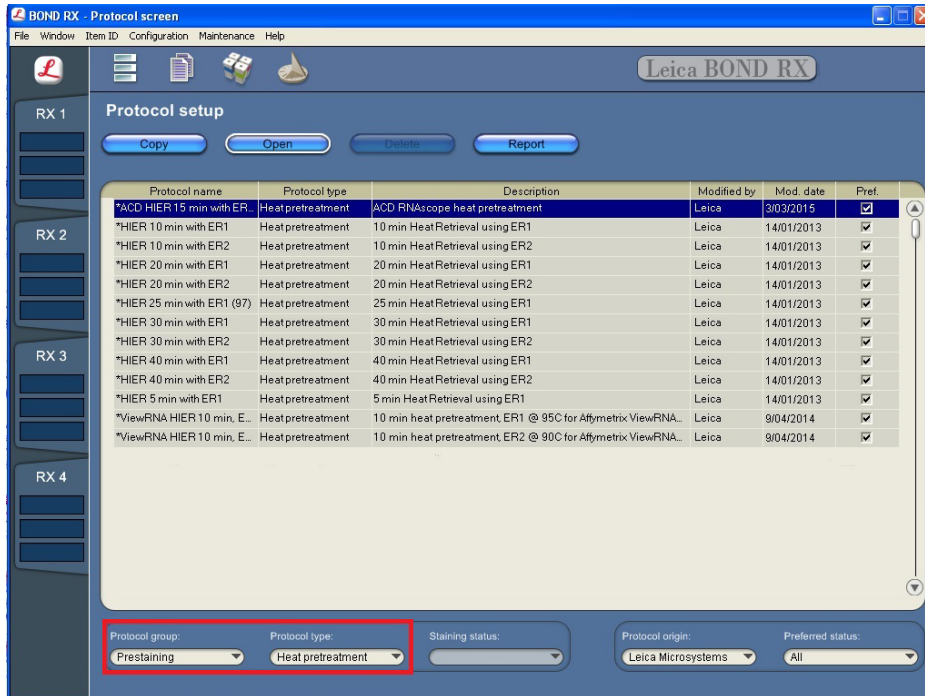 BOND RX - Protocol screen
File Window Item ID Configuration Maintenance Help
L
Leica BOND RX
RX 1
RX 2
RX 3
RX 4
Protocol setup
Copy Open Delete Report
Protocol name Protocol type Description Modified by Mod. date Pref.
*ACD HIER 15 min with ER... Heat pretreatment ACD RNAscope heat pretreatment Leica 3/03/2015
*HIER 10 min with ER1 Heat pretreatment 10 min Heat Retrieval using ER1 Leica 14/01/2013
*HIER 10 min with ER2 Heat pretreatment 10 min Heat Retrieval using ER2 Leica 14/01/2013
*HIER 20 min with ER1 Heat pretreatment 20 min Heat Retrieval using ER1 Leica 14/01/2013
*HIER 20 min with ER2 Heat pretreatment 20 min Heat Retrieval using ER2 Leica 14/01/2013
*HIER 25 min with ER1 (97) Heat pretreatment 25 min Heat Retrieval using ER1 Leica 14/01/2013
*HIER 30 min with ER1 Heat pretreatment 30 min Heat Retrieval using ER1 Leica 14/01/2013
*HIER 30 min with ER2 Heat pretreatment 30 min Heat Retrieval using ER2 Leica 14/01/2013
*HIER 40 min with ER1 Heat pretreatment 40 min Heat Retrieval using ER1 Leica 14/01/2013
*HIER 40 min with ER2 Heat pretreatment 40 min Heat Retrieval using ER2 Leica 14/01/2013
*HIER 5 min with ER1 Heat pretreatment 5 min Heat Retrieval using ER1 Leica 14/01/2013
*ViewRNA HIER 10 min, E... Heat pretreatment 10 min heat pretreatment, ER1 @ 95C for Affymetrix ViewRNA... Leica 9/04/2014
*ViewRNA HIER 10 min, E... Heat pretreatment 10 min heat pretreatment, ER2 @ 90C for Affymetrix ViewRNA... Leica 9/04/2014
Protocol group: Protocol type: Staining status: Protocol origin: Preferred status:
Prestaining Heat pretreatment Leica Microsystems All